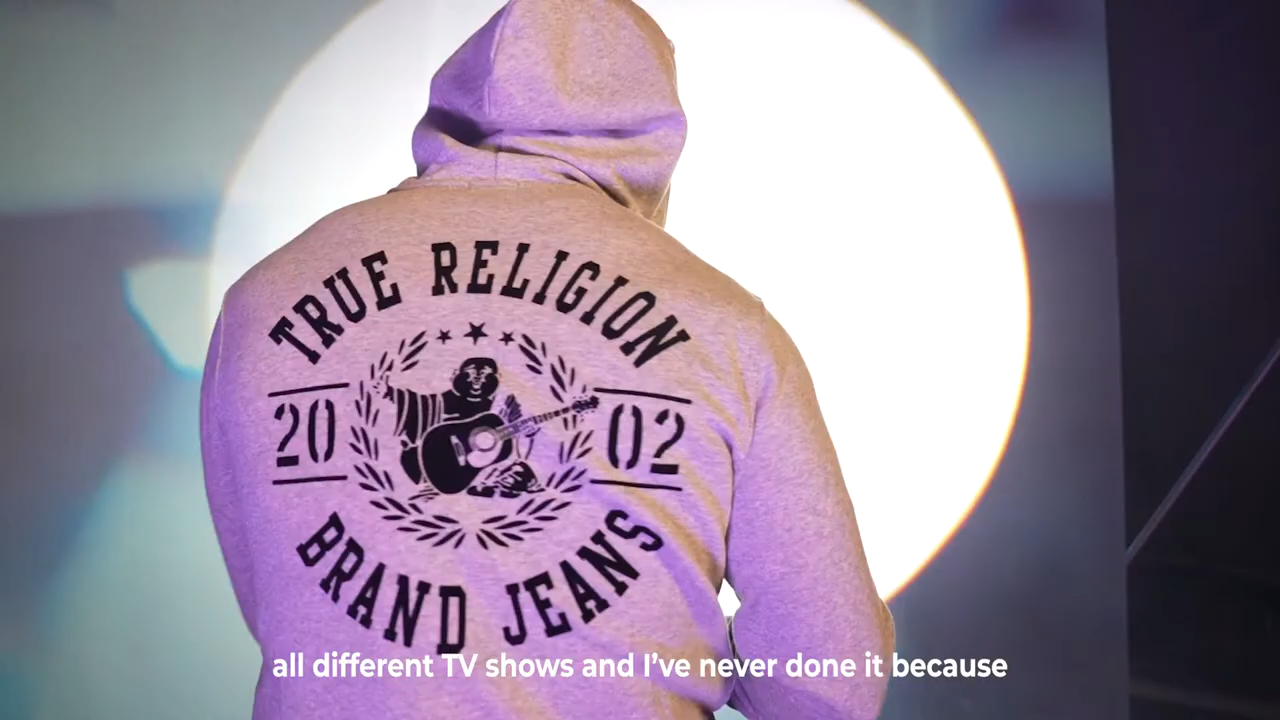 TRUE RELIGION
20 02
BRAND JEANS
all different TV shows and I've never done it because